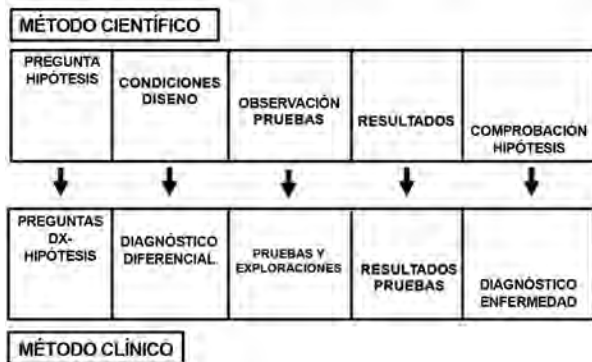 MÉTODO CIENTÍFICO
PREGUNTA
HIPÓTESIS
CONDICIONES
DISENO
OBSERVACIÓN
PRUEBAS
RESULTADOS
COMPROBACIÓN
HIPÓTESIS
PREGUNTAS
DX-
HIPÓTESIS
DIAGNÓSTICO
DIFERENCIAL
PRUEBAS Y
EXPLORACIONES
RESULTADOS
PRUEBAS
DIAGNÓSTICO
ENFERMEDAD
MÉTODO CLÍNICO